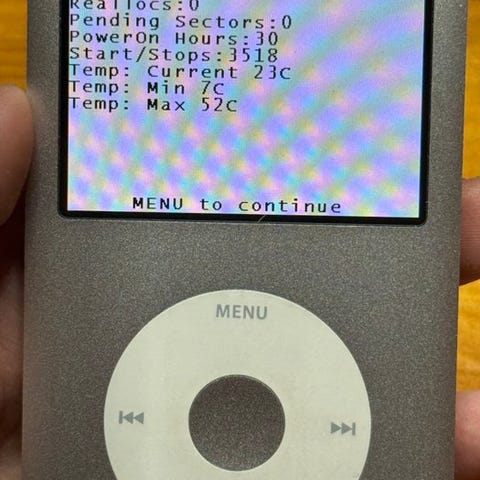 Reallocs:0
Pending Sectors:0
PowerOn Hours:30
Start/Stops:3518
Temp: Current 23c
Temp: Min 7c
Temp: Max 52c
MENU to continue
MENU